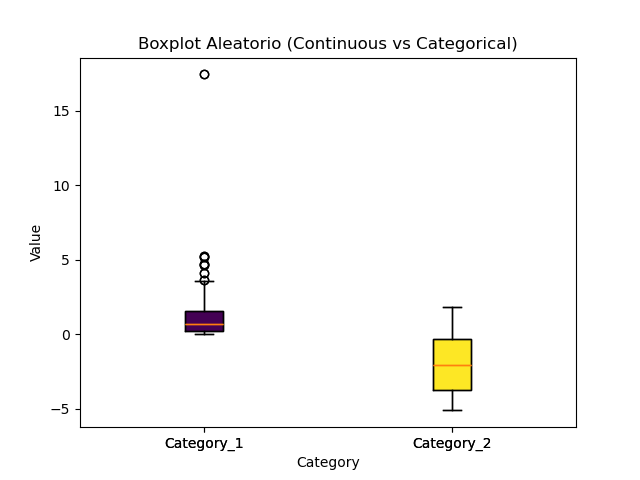 Boxplot Aleatorio (Continuous vs Categorical)
15
10
5
0
−5
Value
Category_1
Category_2
Category